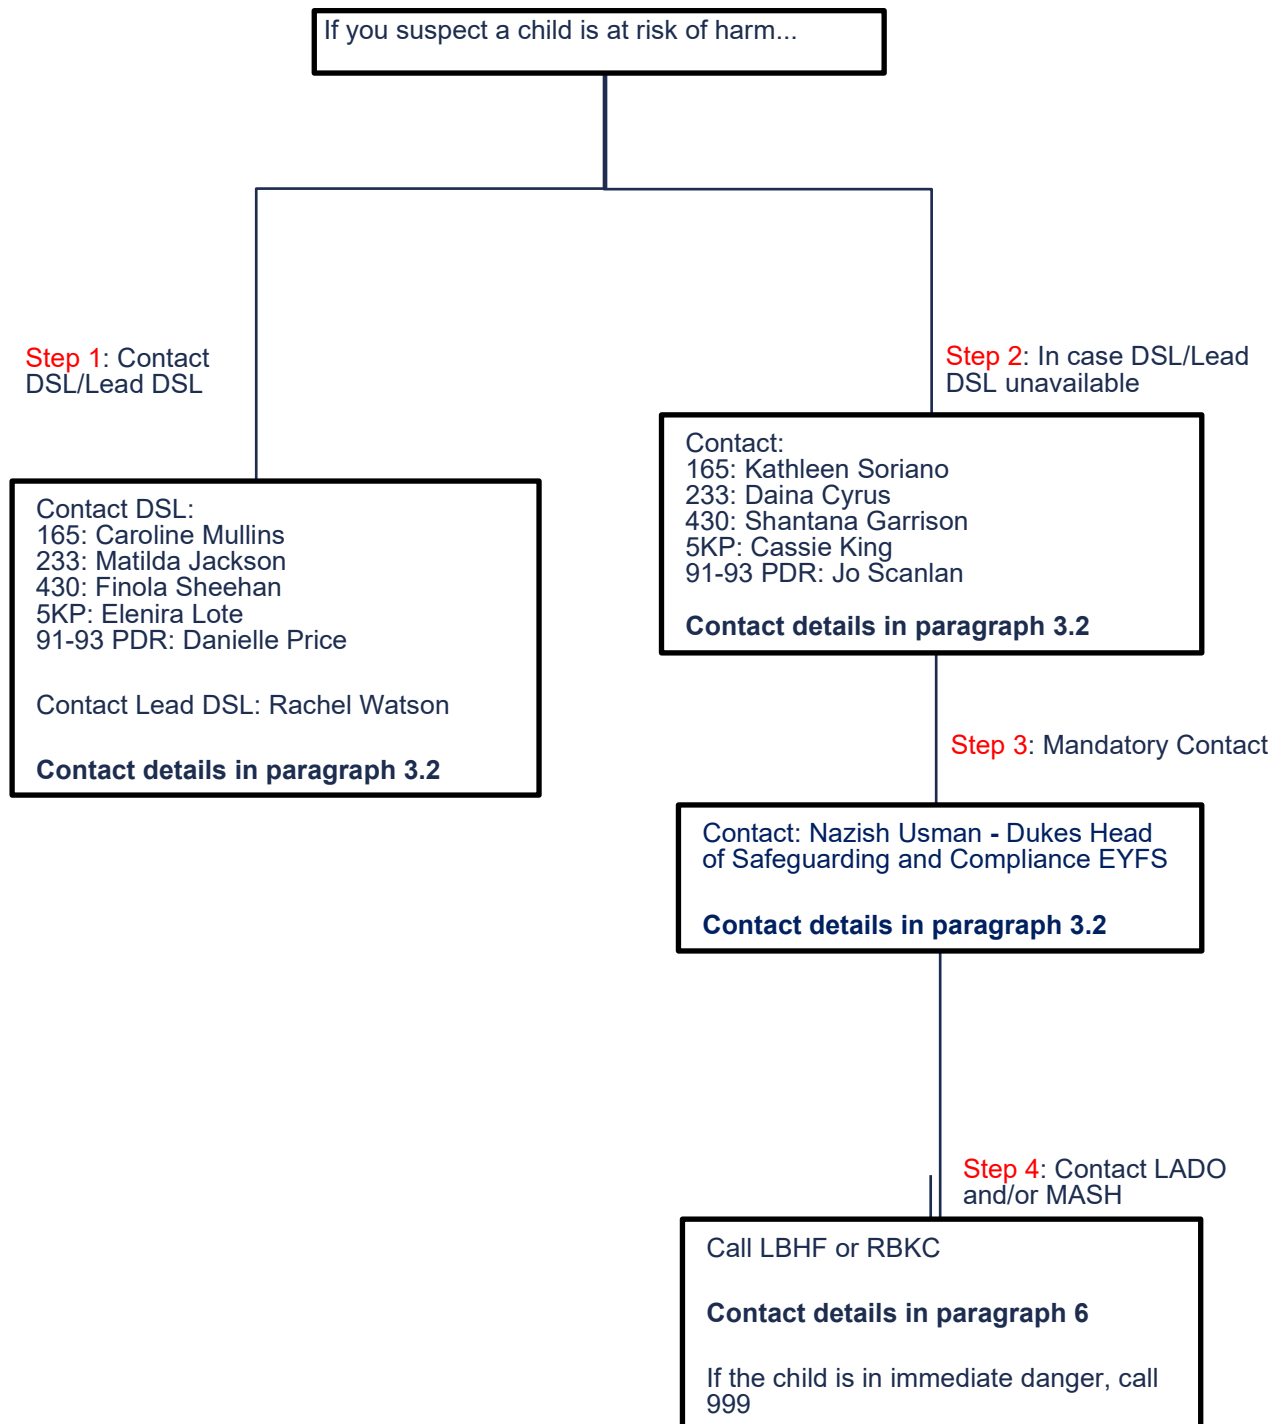 If you suspect a child is at risk of harm...
Step 1: Contact
DSL/Lead DSL
Contact DSL:
165: Caroline Mullins
233: Matilda Jackson
430: Finola Sheehan
5KP: Elenira Lote
91-93 PDR: Danielle Price
Contact Lead DSL: Rachel Watson
Contact details in paragraph 3.2
Step 2: In case DSL/Lead
DSL unavailable
Contact:
165: Kathleen Soriano
233: Daina Cyrus
430: Shantana Garrison
5KP: Cassie King
91-93 PDR: Jo Scanlan
Contact details in paragraph 3.2
Step 3: Mandatory Contact
Contact: Nazish Usman - Dukes Head
of Safeguarding and Compliance EYFS
Contact details in paragraph 3.2
Step 4: Contact LADO
and/or MASH
Call LBHF or RBKC
Contact details in paragraph 6
If the child is in immediate danger, call
999